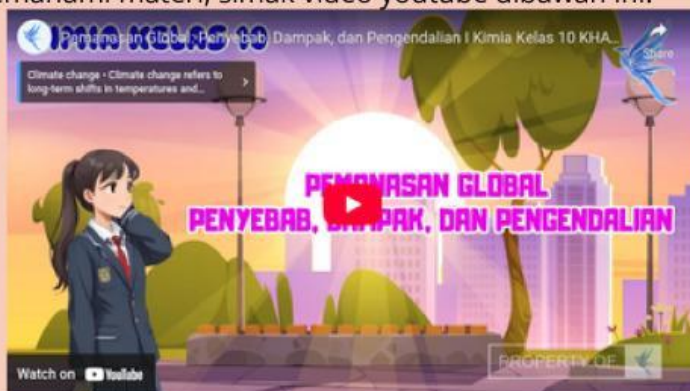 materi, simak video youtube dibawah ini:
Pemanasan Global: Penyebab, Dampak, dan Pengendalian I Kimia Kelas 10 KHA...
KIMIA KELAS 10
Share
Climate change • Climate change refers to
long-term shifts in temperatures and...
PEMANASAN GLOBAL
PENYEBAB, DAMPAK, DAN PENGENDALIAN
Watch on YouTube
PROPERTY OF